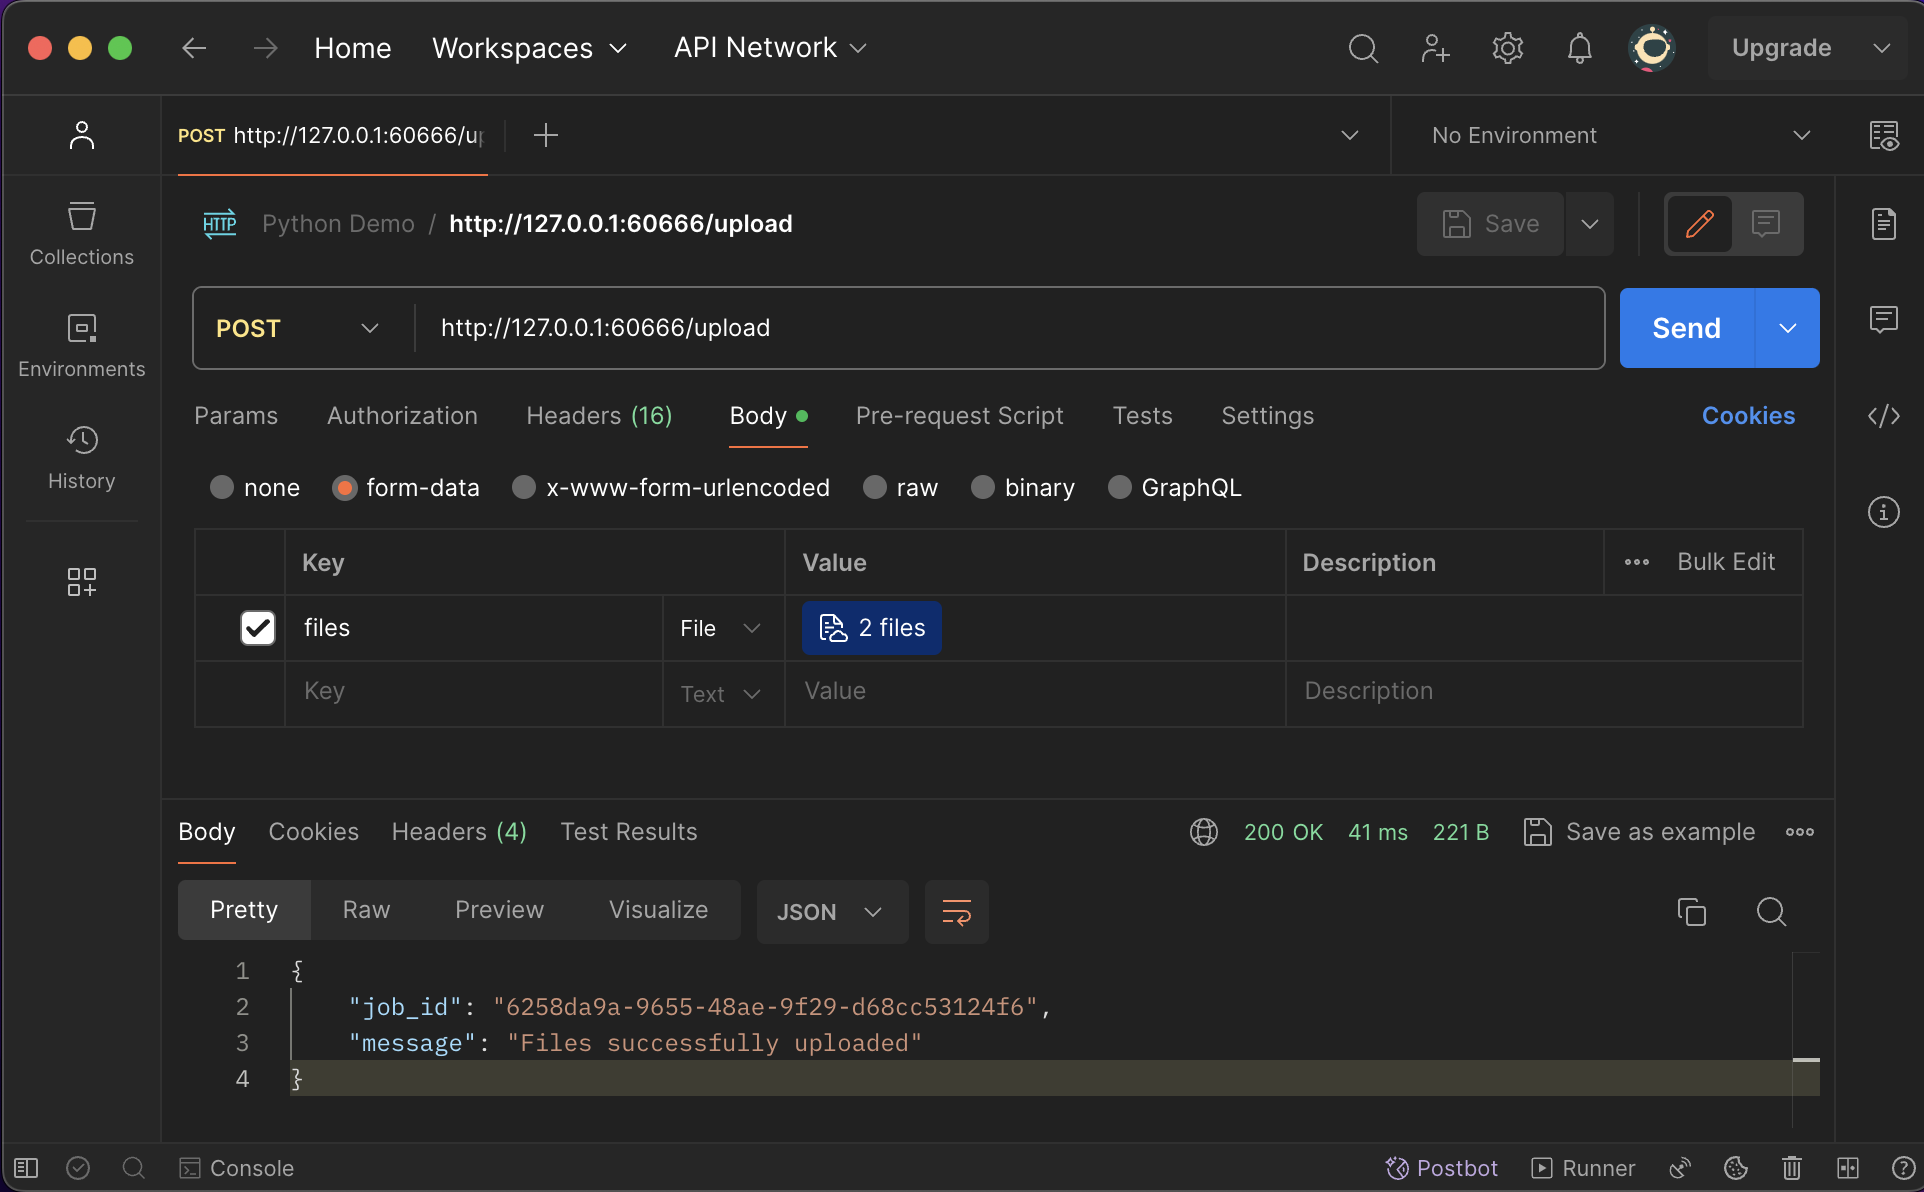 Home Workspaces API Network Upgrade
POST http://127.0.0.1:60666/up No Environment
HTTP Python Demo / http://127.0.0.1:60666/upload Save
Collections
POST http://127.0.0.1:60666/upload Send
Environments
Params Authorization Headers (16) Body Pre-request Script Tests Settings Cookies
History
none form-data x-www-form-urlencoded raw binary GraphQL
Key Value Description Bulk Edit
files File 2 files
Key Text Value Description
Body Cookies Headers (4) Test Results 200 OK 41 ms 221 B Save as example
Pretty Raw Preview Visualize JSON
1 {
2 "job_id": "6258da9a-9655-48ae-9f29-d68cc53124f6",
3 "message": "Files successfully uploaded"
4 }
Console Postbot Runner